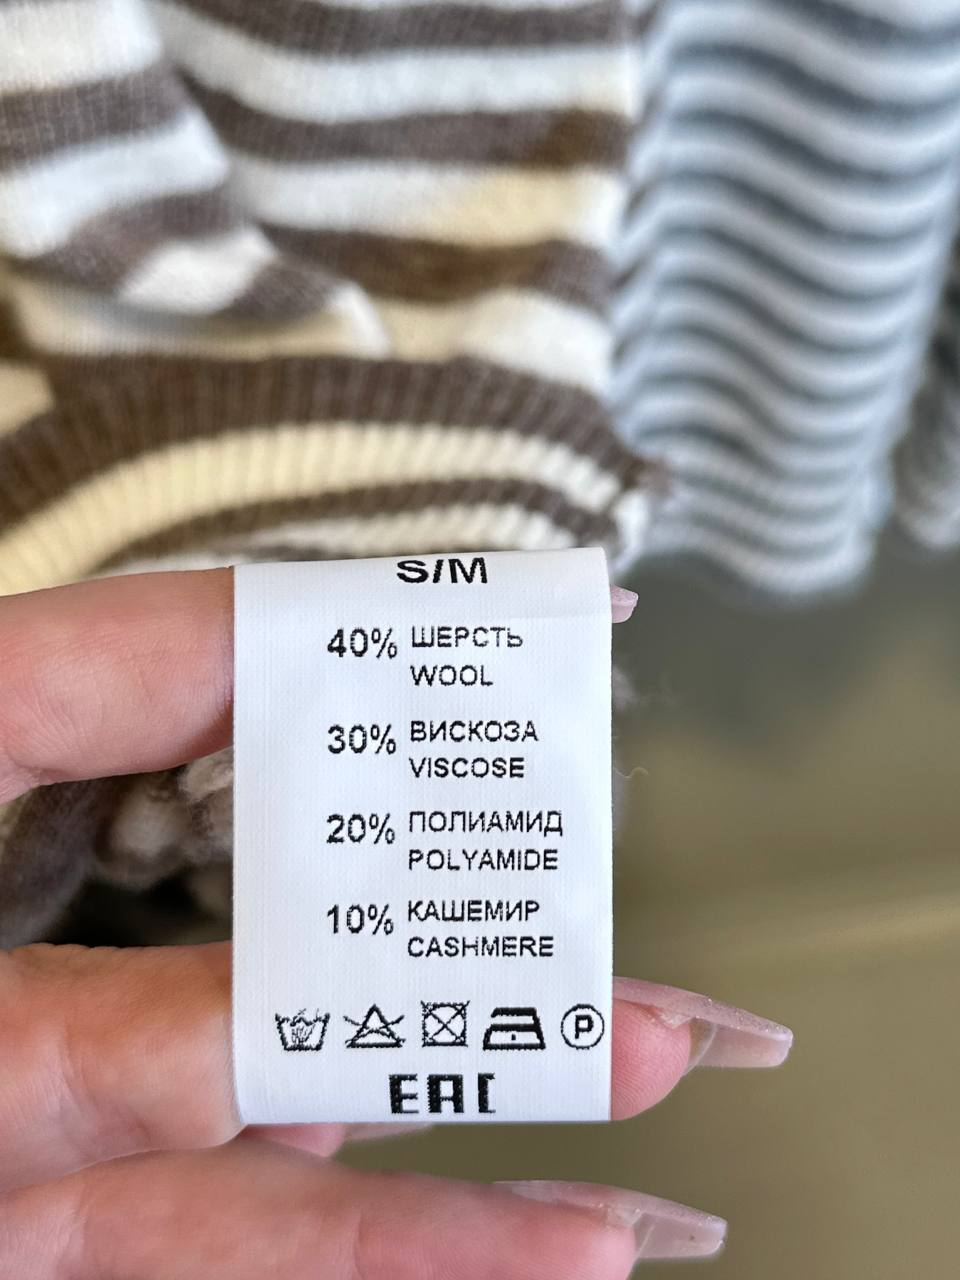 S/M
40% ШЕРСТЬ
WOOL
30% ВИСКОЗА
VISCOSE
20% ПОЛИАМИД
POLYAMIDE
10% КАШЕМИР
CASHMERE
P
EAC